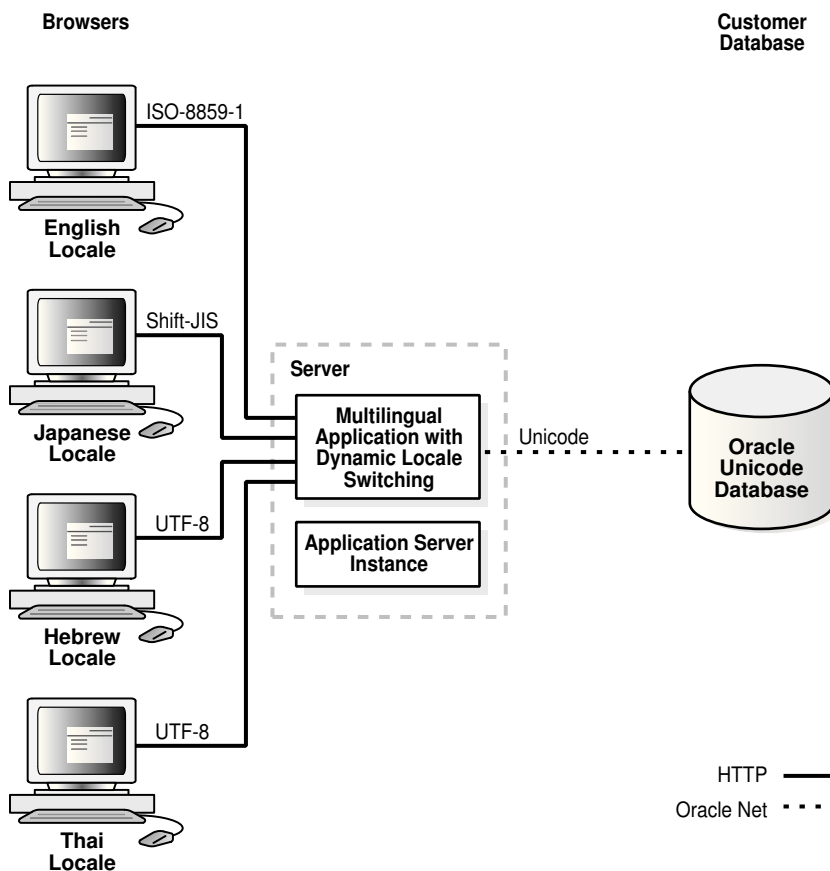 Browsers
Customer
Database
ISO-8859-1
English
Locale
Shift-JIS
Japanese
Locale
Server
Multilingual
Application with
Dynamic Locale
Switching
Unicode
Oracle
Unicode
Database
UTF-8
Application Server
Instance
Hebrew
Locale
UTF-8
Thai
Locale
HTTP
Oracle Net